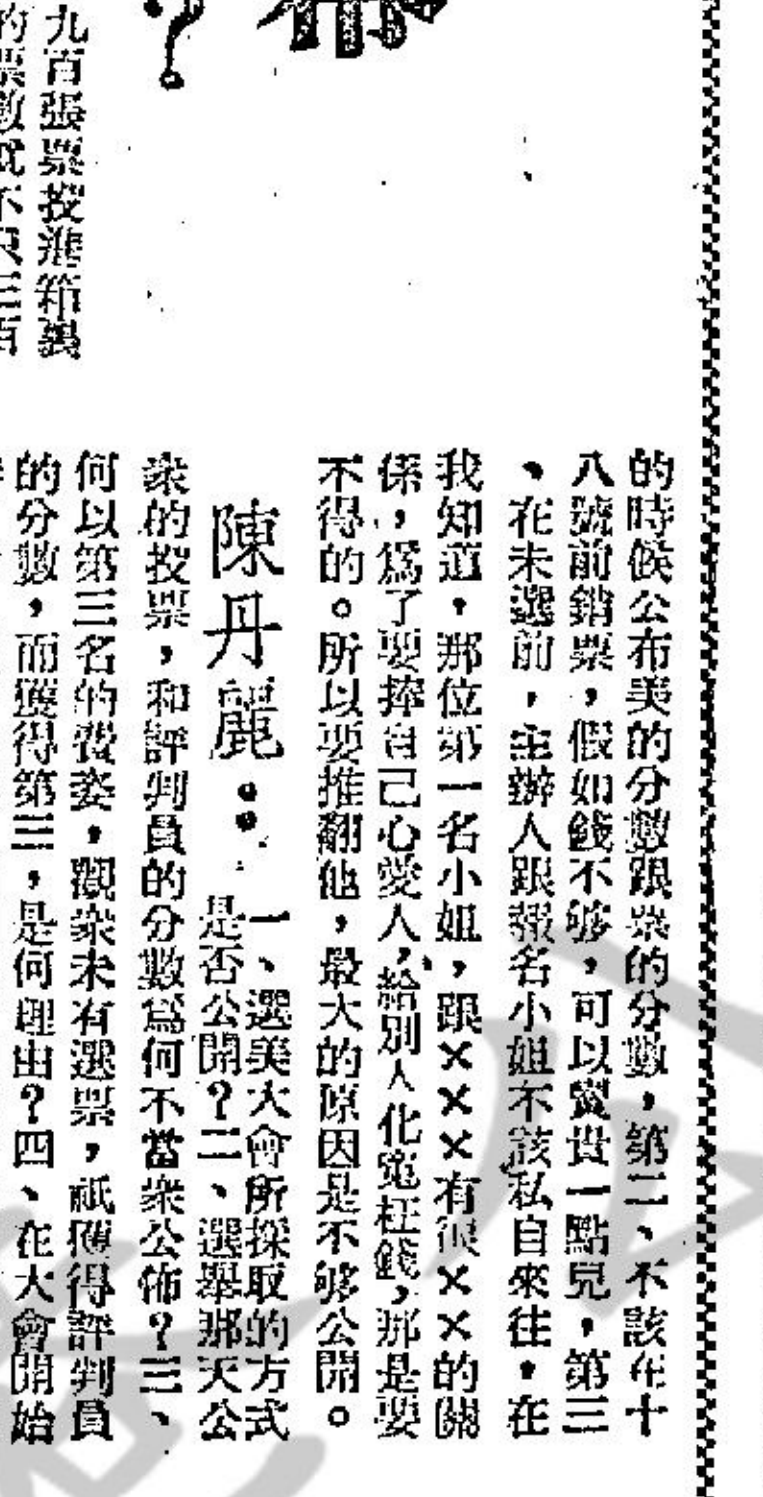 佈
?
的時候公布美的分數跟票的分數,第二、不該在十
八號前銷票,假如錢不够,可以賣貴一點兒,第三
、在未選前,主辦人跟報名小姐不該私自來往,在
我知道,那位第一名小姐,跟×××有很××的關
係,爲了要捧自己心愛人,給別人化寃枉錢,那是要
不得的。所以要推翻他,最大的原因是不够公開。
陳丹麗:一、選美大會所採取的方式
是否公開?二、選舉那天公
衆的投票,和評判員的分數爲何不當衆公佈?三、
何以第三名的 姿,觀衆未有選票,祇獲得評判員
的分數,而獲得第三,是何理由?四、在大會開始
九百張票投進箱裏
的票數就不只三百